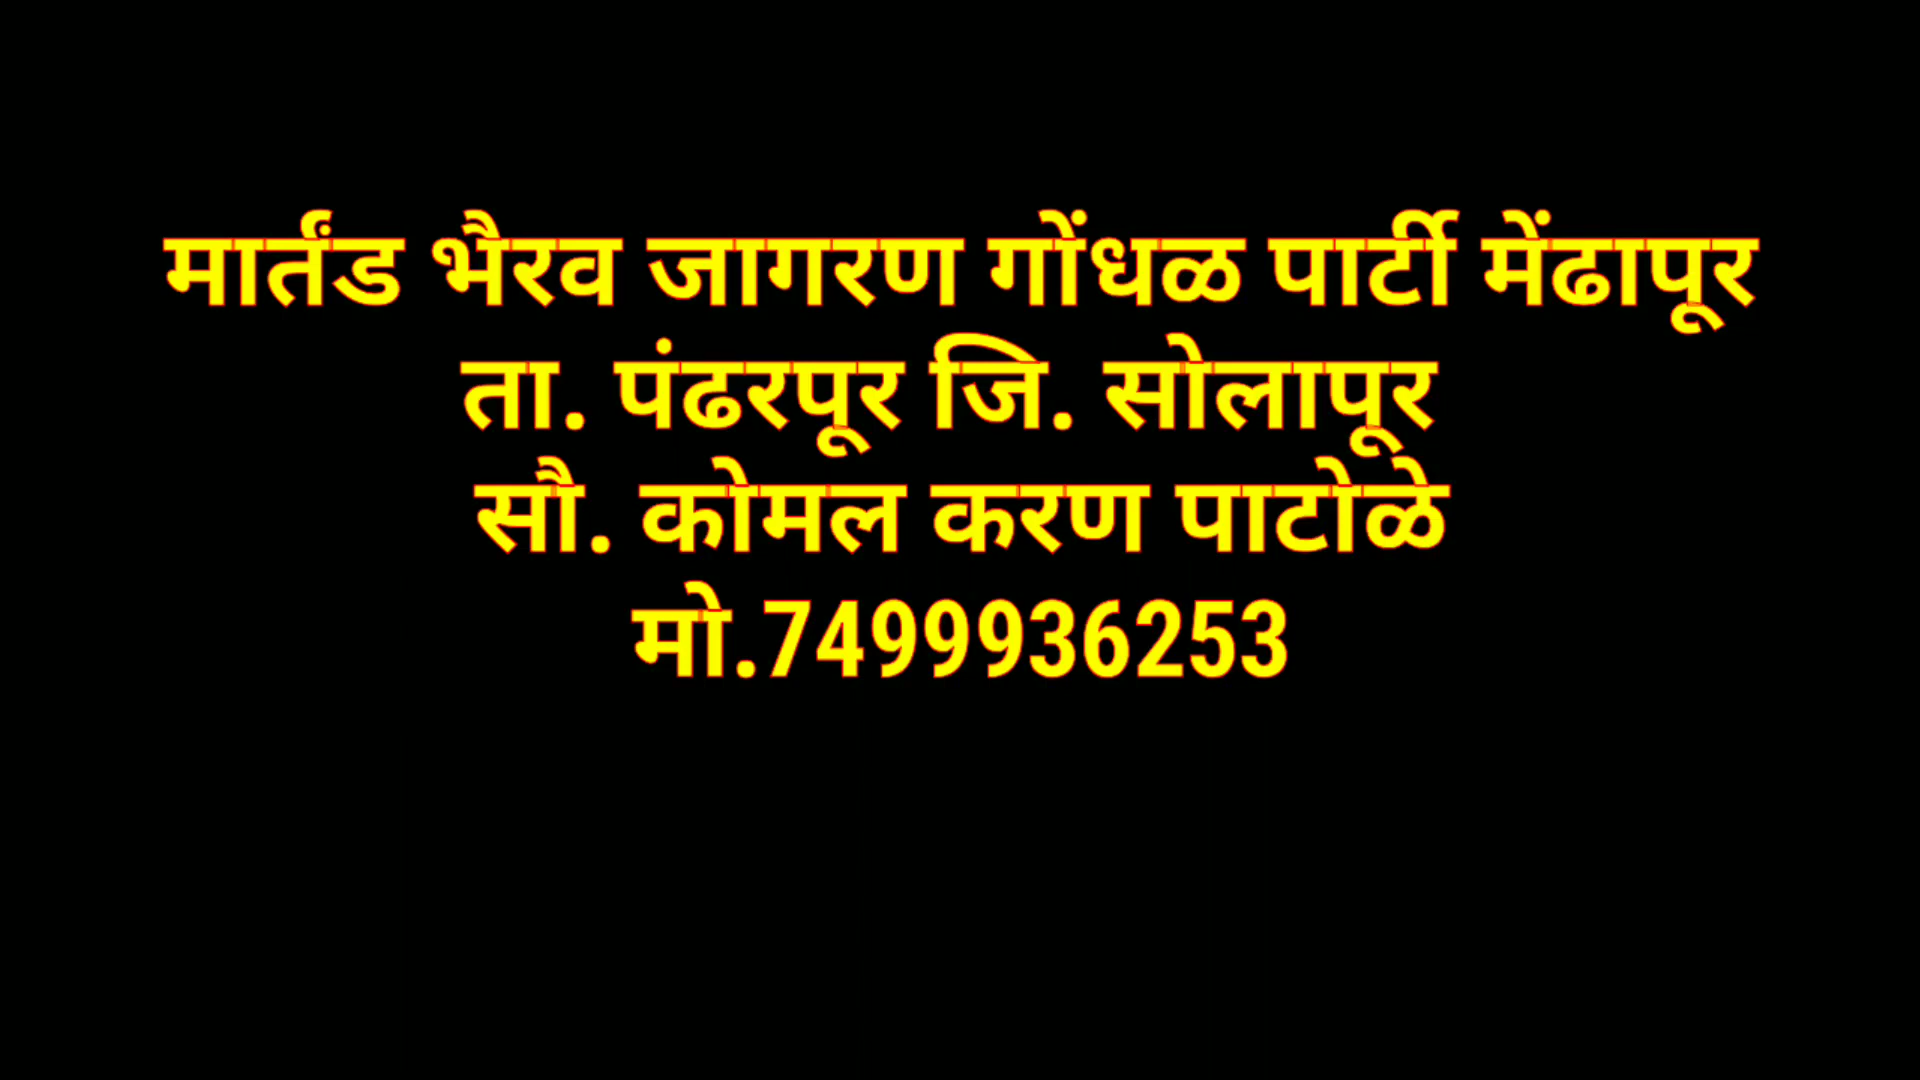 मार्तंड भैरव जागरण गोंधळ पार्टी मेंढापूर
ता. पंढरपूर जि. सोलापूर
सौ. कोमल करण पाटोळे
मो.7499936253